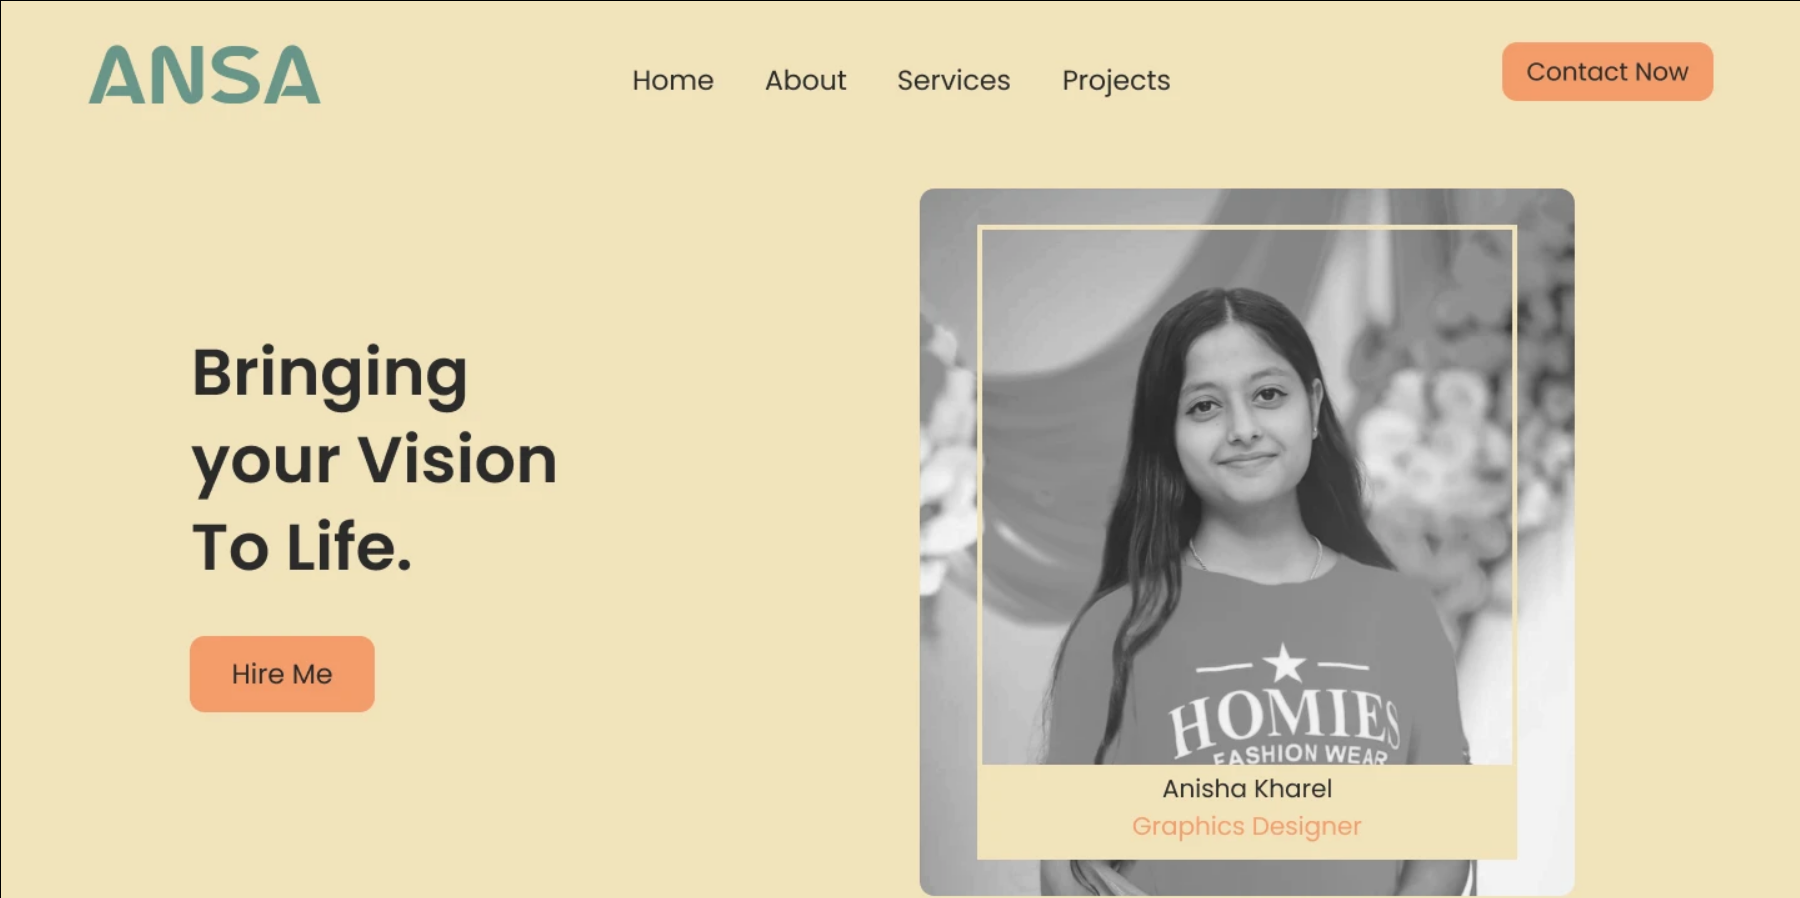 ANSA
Home About Services Projects
Contact Now
Bringing
your Vision
To Life.
Hire Me
HOMIES
FASHION WEAR
Anisha Kharel
Graphics Designer